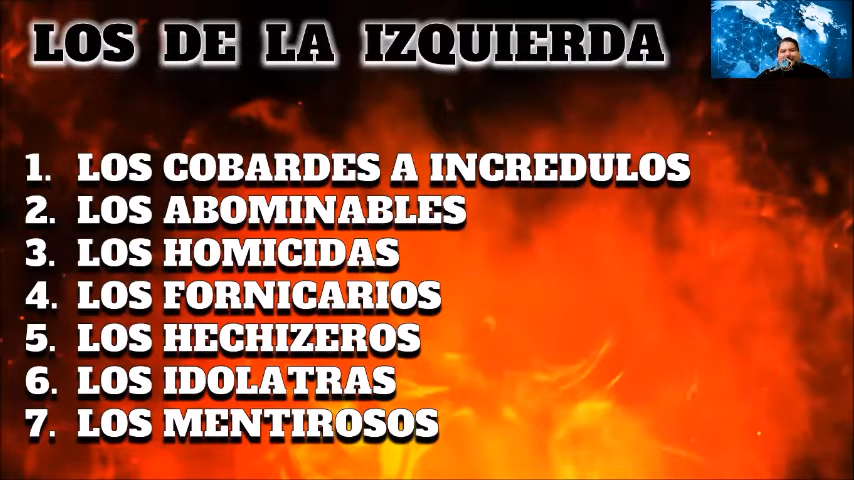 LOS DE LA IZQUIERDA
1. LOS COBARDES A INCREDULOS
2. LOS ABOMINABLES
3. LOS HOMICIDAS
4. LOS FORNICARIOS
5. LOS HECHIZEROS
6. LOS IDOLATRAS
7. LOS MENTIROSOS